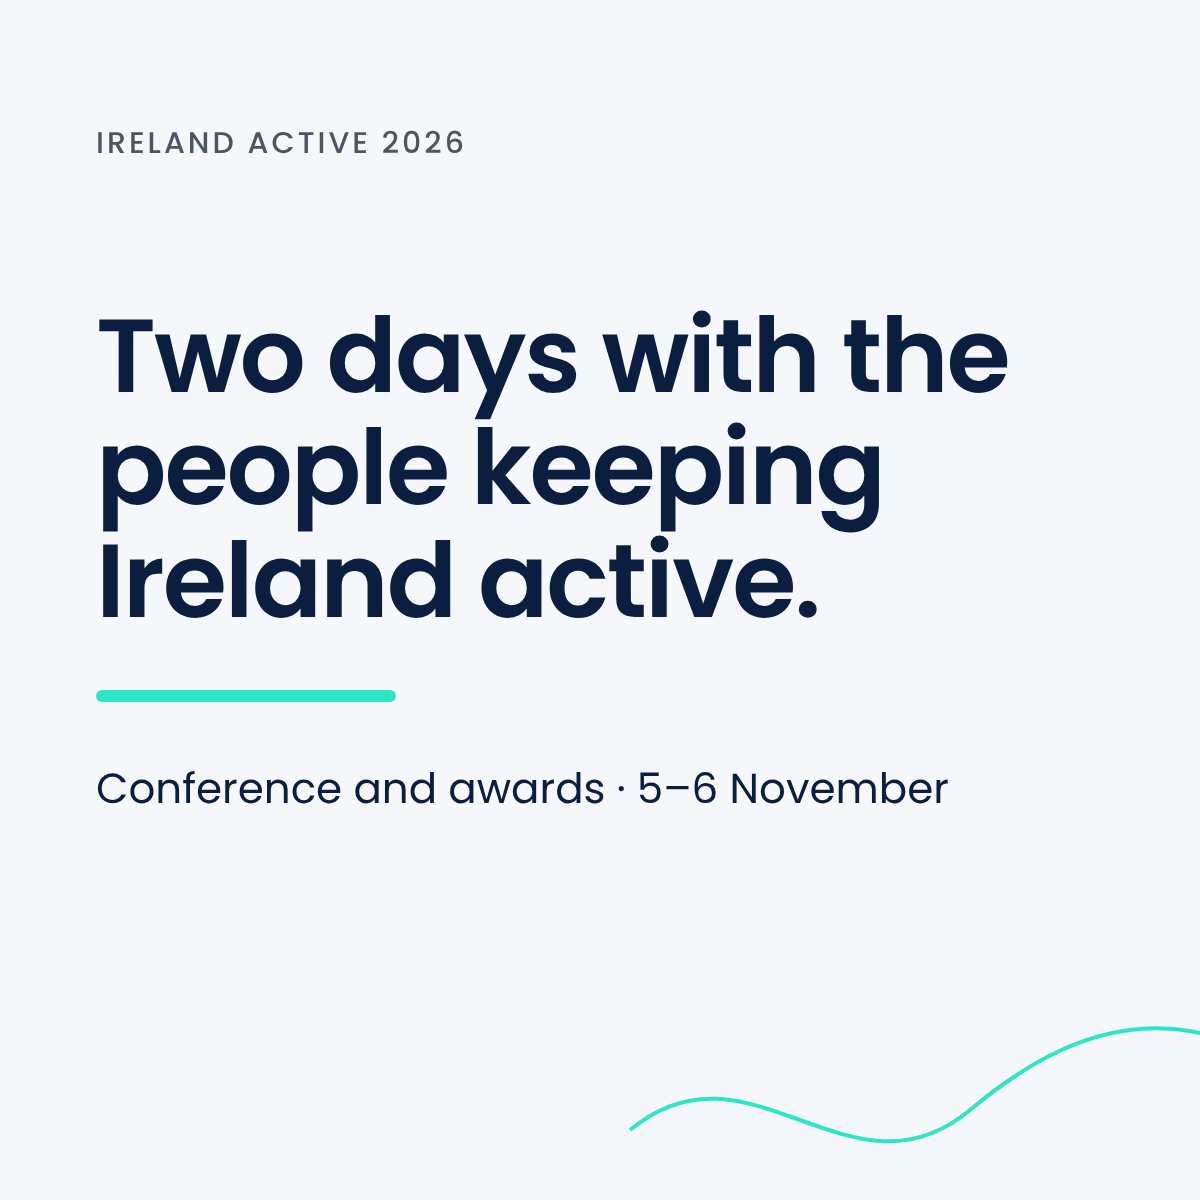 IRELAND ACTIVE 2026
Two days with the
people keeping
Ireland active.
Conference and awards · 5–6 November